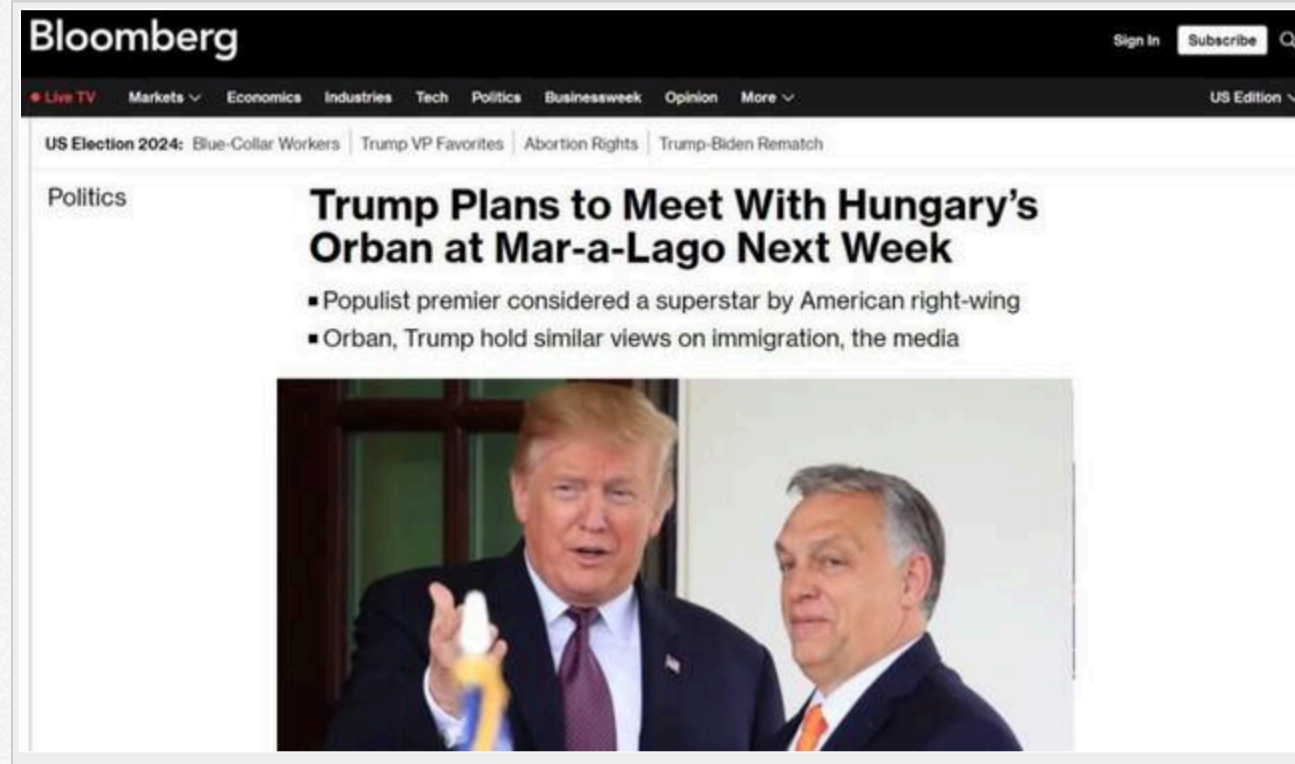 Bloomberg
Sign In Subscribe
Live TV Markets Economics Industries Tech Politics Businessweek Opinion More US Edition
US Election 2024: Blue-Collar Workers | Trump VP Favorites | Abortion Rights | Trump-Biden Rematch
Politics
Trump Plans to Meet With Hungary’s
Orban at Mar-a-Lago Next Week
▪ Populist premier considered a superstar by American right-wing
▪ Orban, Trump hold similar views on immigration, the media